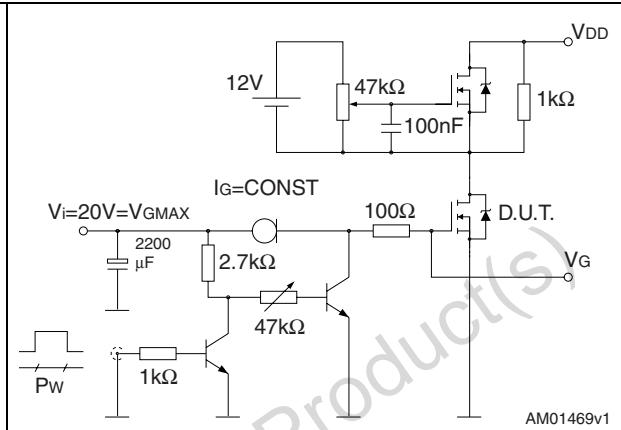 VDD
12V
47kΩ
1kΩ
100nF
IG=CONST
Vi=20V=VGMAX
100Ω
D.U.T.
2200
μF
2.7kΩ
VG
47kΩ
1kΩ
PW
Product(s)
AM01469v1